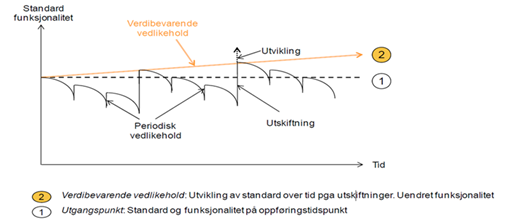 Standard
funksjonalitet
Verdibevarende
vedlikehold
Utvikling
2
1
Periodisk
vedlikehold
Utskiftning
Tid
2 Verdibevarende vedlikehold: Utvikling av standard over tid pga utskiftninger. Uendret funksjonalitet
1 Utgangspunkt: Standard og funksjonalitet på oppføringstidspunkt